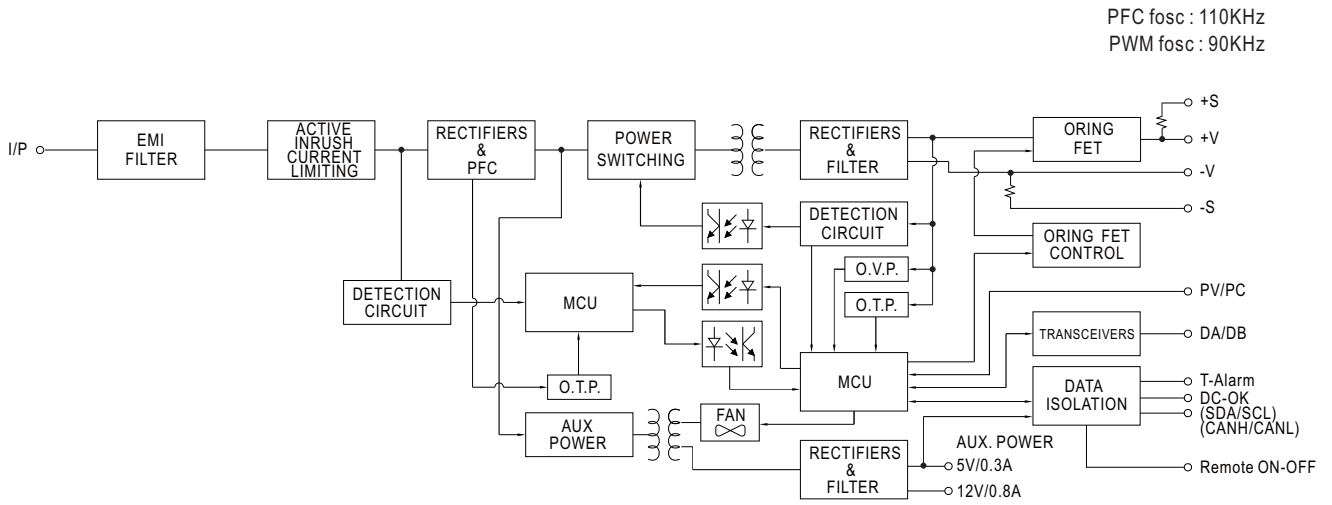 PFC fosc : 110KHz
PWM fosc : 90KHz
I/P
EMI
FILTER
ACTIVE
INRUSH
CURRENT
LIMITING
RECTIFIERS
&
PFC
POWER
SWITCHING
RECTIFIERS
&
FILTER
ORING
FET
+S
+V
-V
-S
DETECTION
CIRCUIT
ORING FET
CONTROL
O.V.P.
O.T.P.
DETECTION
CIRCUIT
MCU
PV/PC
TRANSCEIVERS
DA/DB
MCU
O.T.P.
DATA
ISOLATION
T-Alarm
DC-OK
(SDA/SCL)
(CANH/CANL)
AUX
POWER
FAN
RECTIFIERS
&
FILTER
AUX. POWER
5V/0.3A
12V/0.8A
Remote ON-OFF